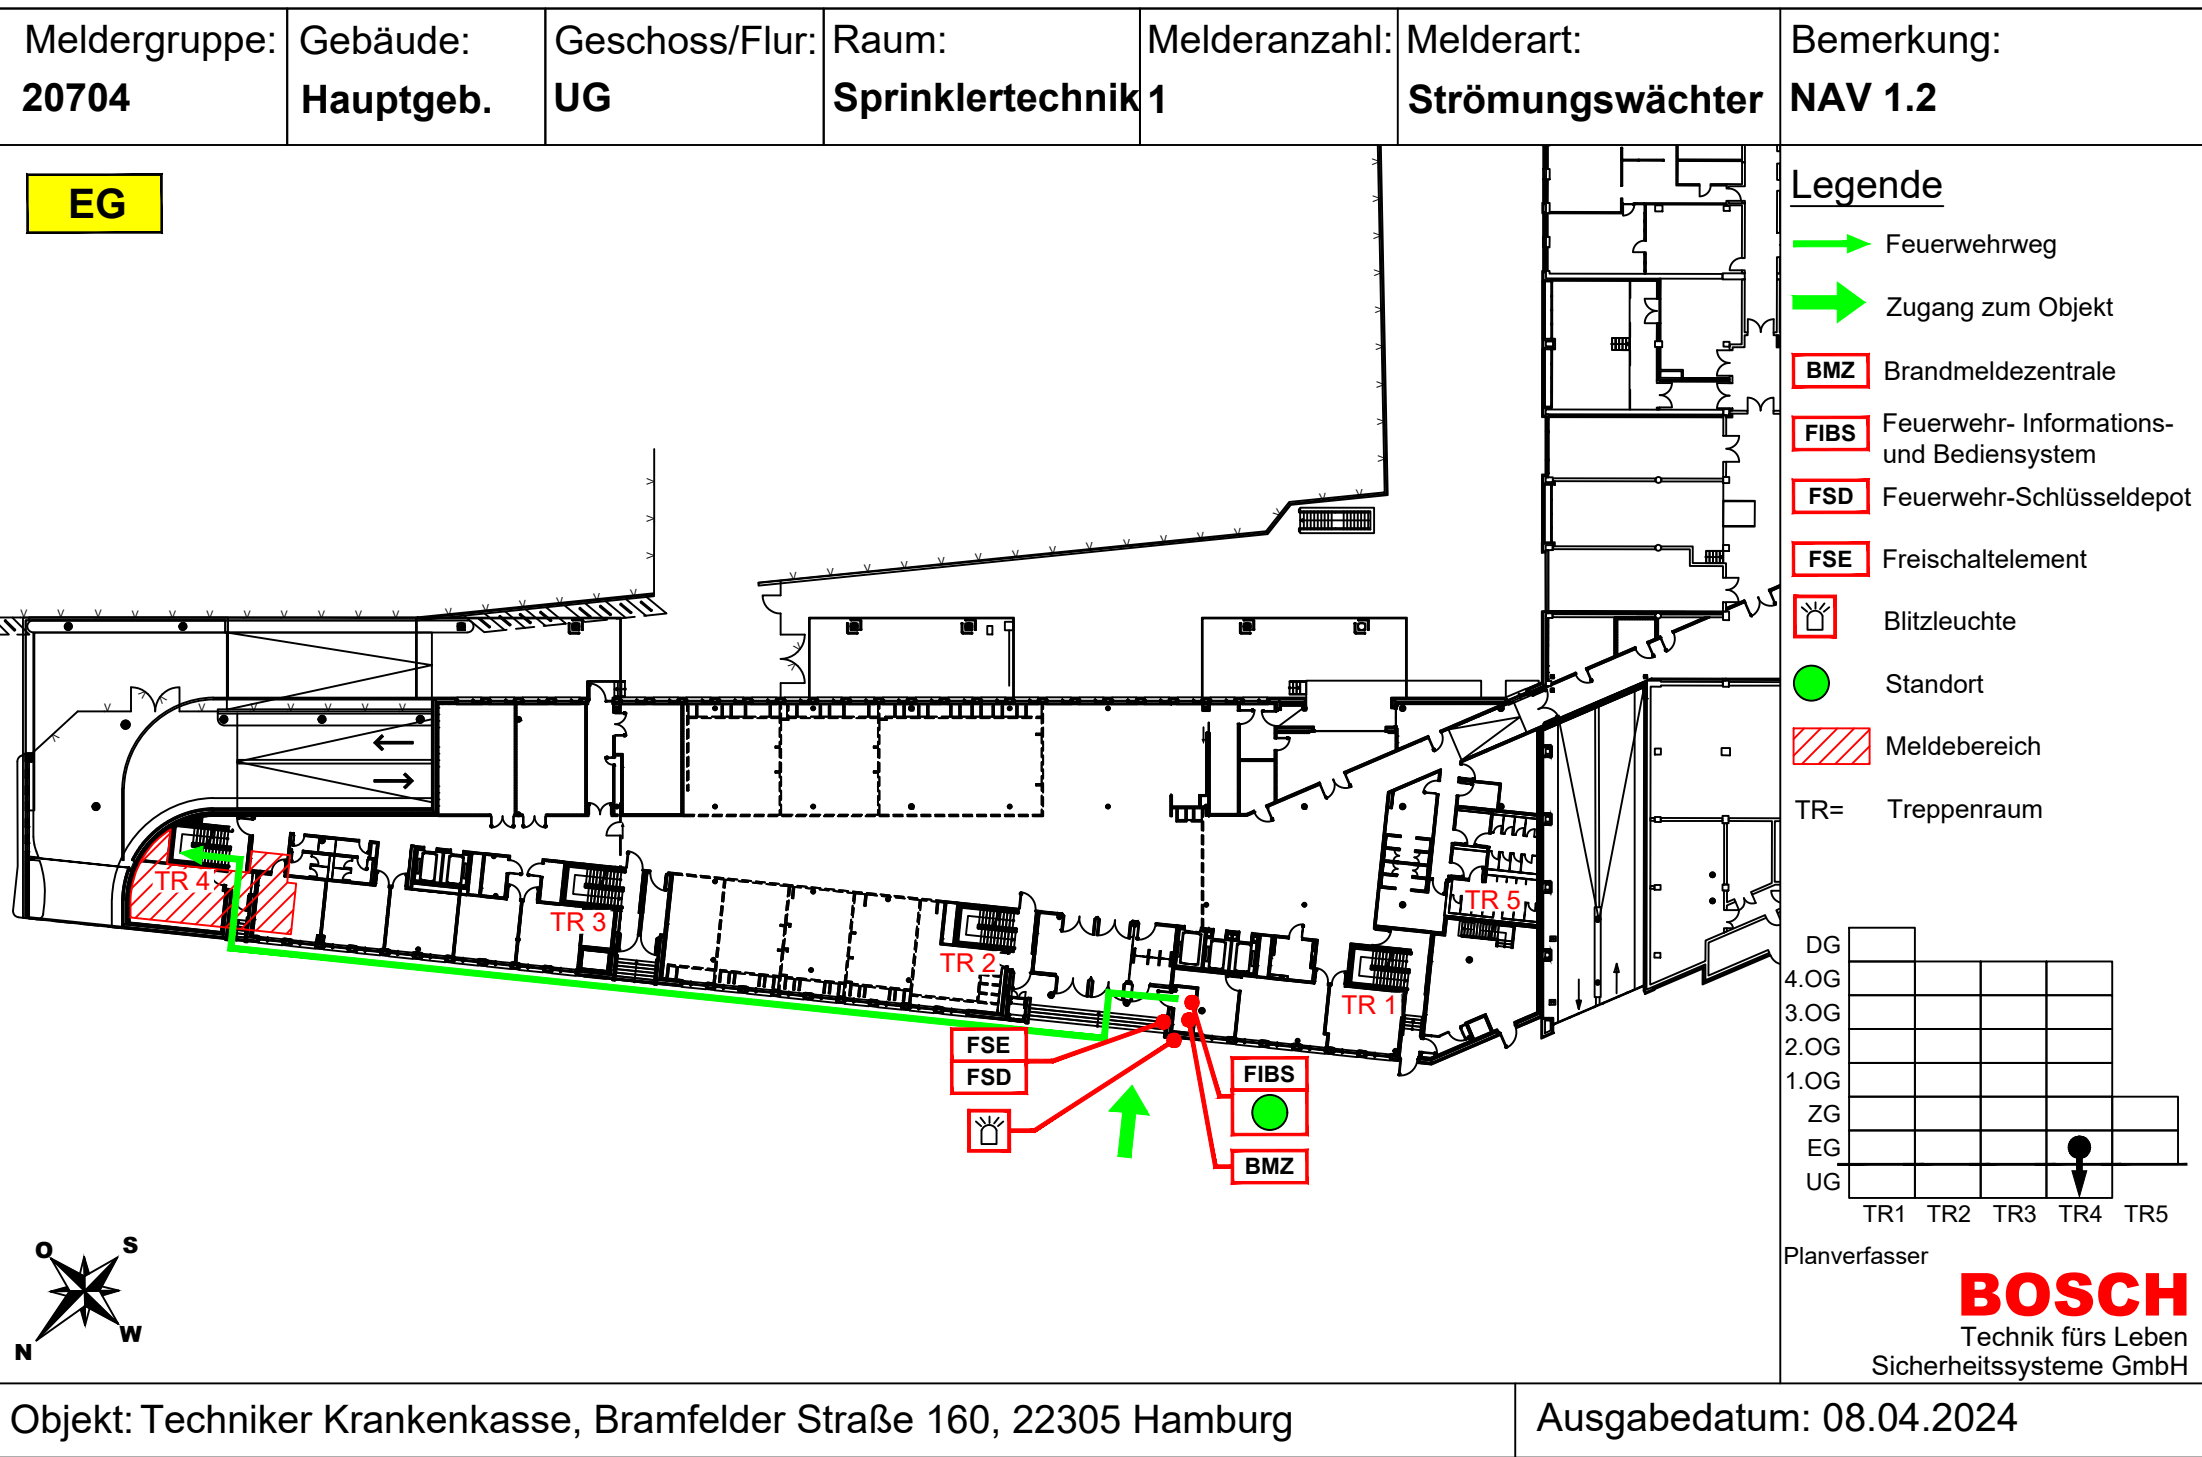 Meldergruppe:
20704
Gebäude:
Hauptgeb.
Geschoss/Flur:
UG
Raum:
Sprinklertechnik
Melderanzahl:
1
Melderart:
Strömungswächter
Bemerkung:
NAV 1.2
EG
Legende
Feuerwehrweg
Zugang zum Objekt
BMZ Brandmeldezentrale
FIBS Feuerwehr- Informations-
und Bediensystem
FSD Feuerwehr-Schlüsseldepot
FSE Freischaltelement
Blitzleuchte
Standort
Meldebereich
TR= Treppenraum
TR 4
TR 3
TR 2
TR 1
TR 5
FSE
FSD
FIBS
BMZ
DG
4.OG
3.OG
2.OG
1.OG
ZG
EG
UG
TR1 TR2 TR3 TR4 TR5
O S
N W
Planverfasser
BOSCH
Technik fürs Leben
Sicherheitssysteme GmbH
Objekt: Techniker Krankenkasse, Bramfelder Straße 160, 22305 Hamburg
Ausgabedatum: 08.04.2024